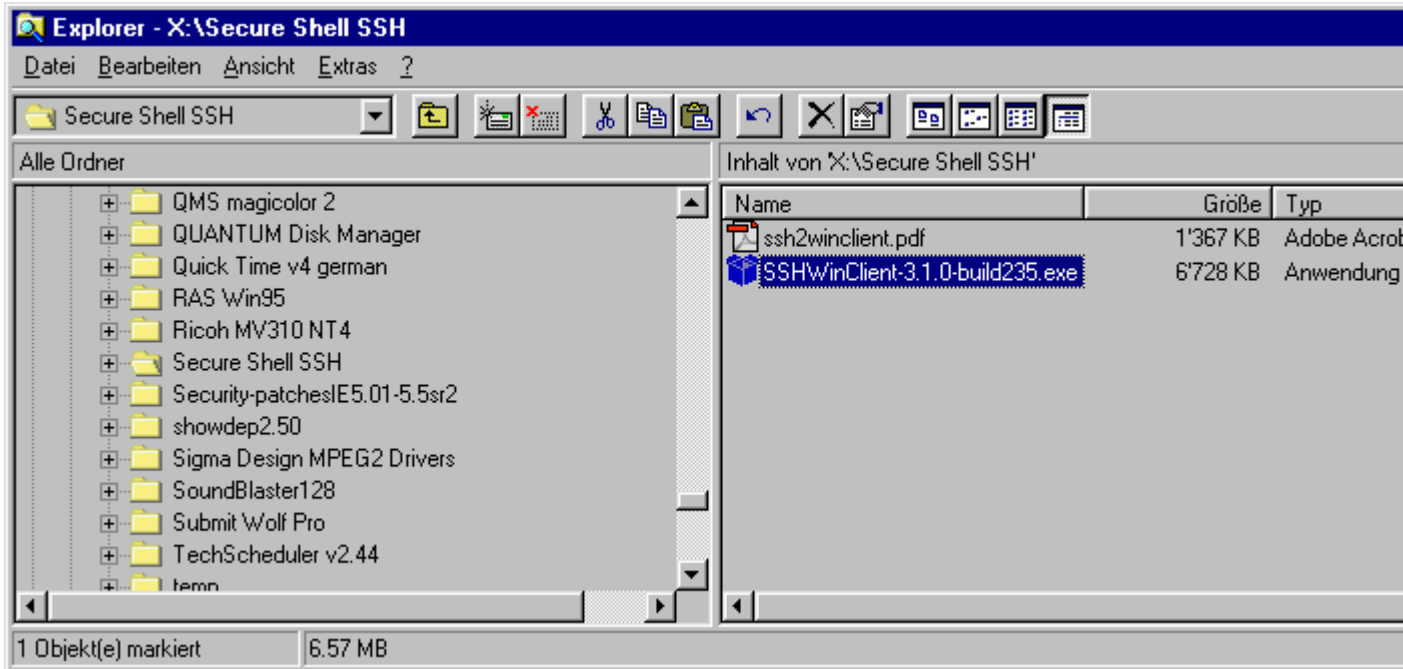 Explorer - X:\Secure Shell SSH
Datei Bearbeiten Ansicht Extras ?
Secure Shell SSH
Alle Ordner
Inhalt von 'X:\Secure Shell SSH'
QMS magicolor 2
QUANTUM Disk Manager
Quick Time v4 german
RAS Win95
Ricoh MV310 NT4
Secure Shell SSH
Security-patchesIE5.01-5.5sr2
showdep2.50
Sigma Design MPEG2 Drivers
SoundBlaster128
Submit Wolf Pro
TechScheduler v2.44
temp
Name Größe Typ
ssh2winclient.pdf 1'367 KB Adobe Acrob
SSHWinClient-3.1.0-build235.exe 6'728 KB Anwendung
1 Objekt(e) markiert 6.57 MB